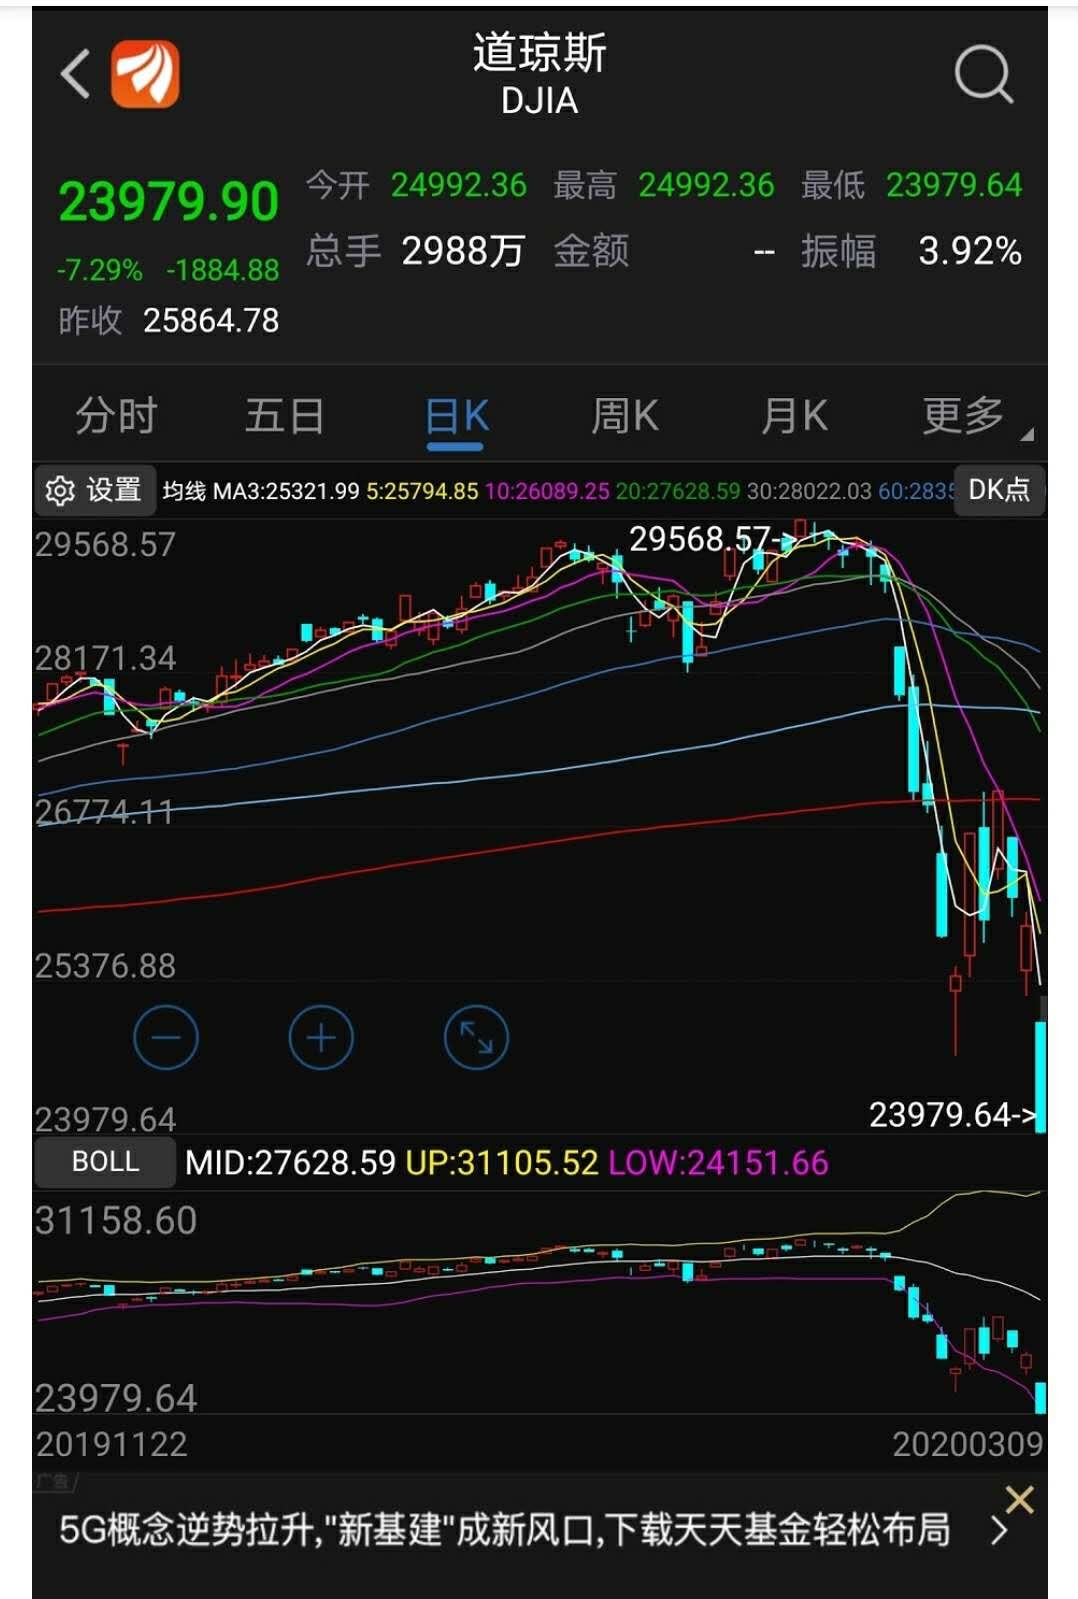 道琼斯
DJIA
23979.90 今开 24992.36 最高 24992.36 最低 23979.64
-7.29% -1884.88 总手 2988万 金额 -- 振幅 3.92%
昨收 25864.78
分时 五日 日K 周K 月K 更多
设置 均线 MA3:25321.99 5:25794.85 10:26089.25 20:27628.59 30:28022.03 60:2835 DK点
29568.57 29568.57->
28171.34
26774.11
25376.88
23979.64 23979.64->
BOLL MID:27628.59 UP:31105.52 LOW:24151.66
31158.60
23979.64
20191122 20200309
广告
5G概念逆势拉升,"新基建"成新风口,下载天天基金轻松布局